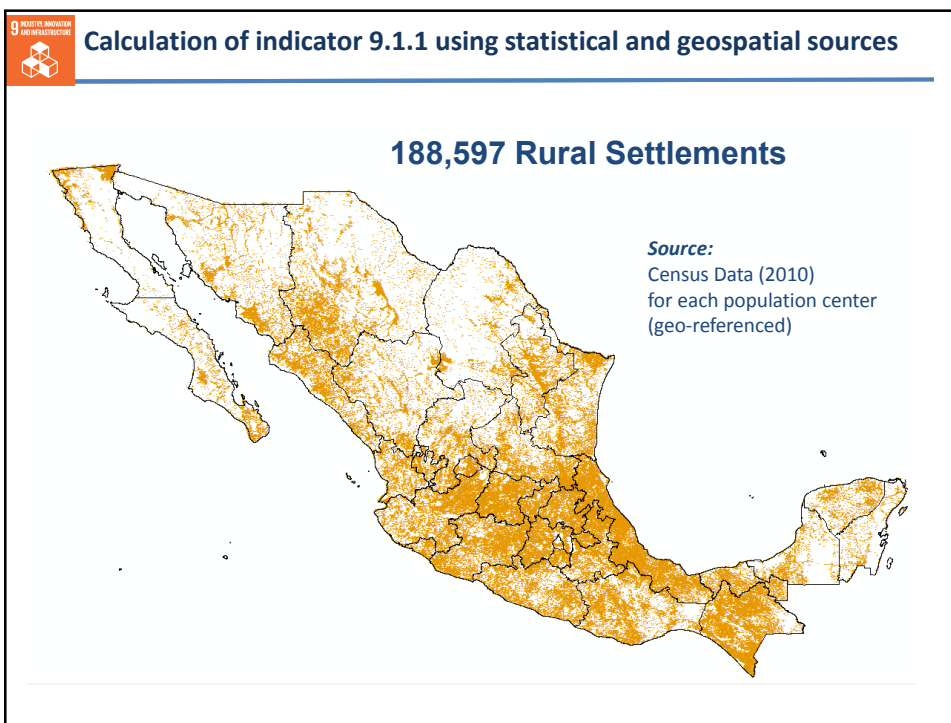 9 INDUSTRY, INNOVATION
AND INFRASTRUCTURE
Calculation of indicator 9.1.1 using statistical and geospatial sources
188,597 Rural Settlements
Source:
Census Data (2010)
for each population center
(geo-referenced)